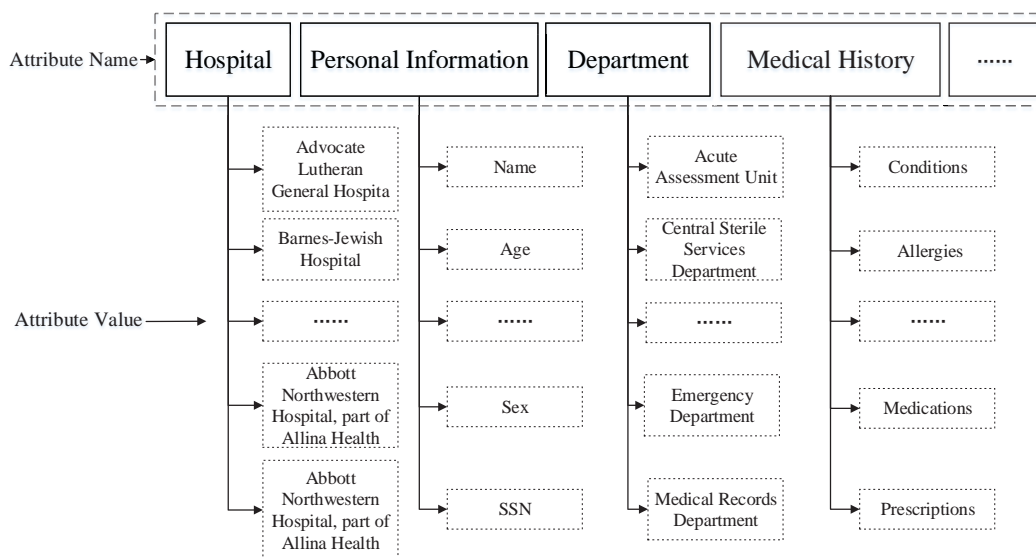 Attribute Name
Hospital
Personal Information
Department
Medical History
......
Advocate
Lutheran
General Hospita
Name
Acute
Assessment Unit
Conditions
Barnes-Jewish
Hospital
Age
Central Sterile
Services
Department
Allergies
Attribute Value
......
......
......
......
Abbott
Northwestern
Hospital, part of
Allina Health
Sex
Emergency
Department
Medications
Abbott
Northwestern
Hospital, part of
Allina Health
SSN
Medical Records
Department
Prescriptions